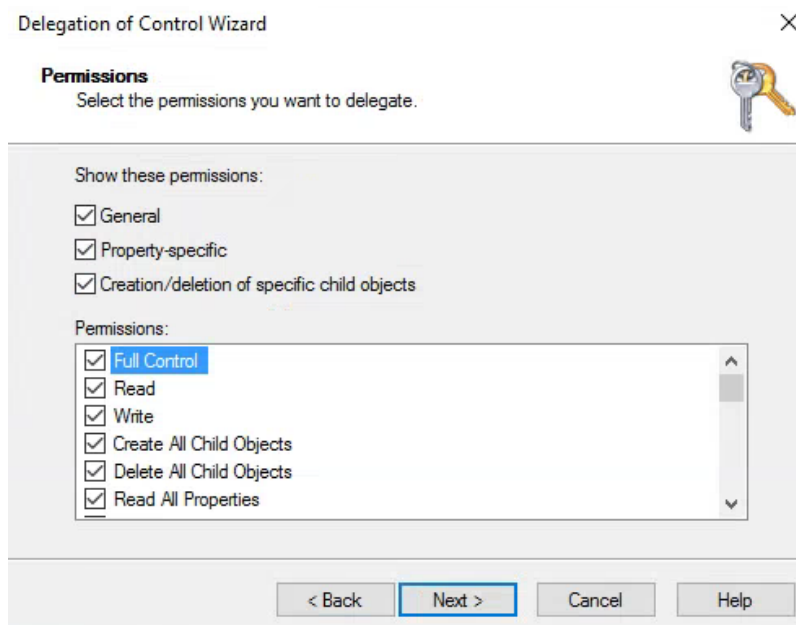 Delegation of Control Wizard
Permissions
Select the permissions you want to delegate.
Show these permissions:
General
Property-specific
Creation/deletion of specific child objects
Permissions:
Full Control
Read
Write
Create All Child Objects
Delete All Child Objects
Read All Properties
< Back Next > Cancel Help